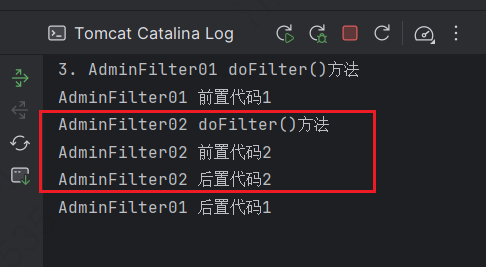 Tomcat Catalina Log
3. AdminFilter01 doFilter()方法
AdminFilter01 前置代码1
AdminFilter02 doFilter()方法
AdminFilter02 前置代码2
AdminFilter02 后置代码2
AdminFilter01 后置代码1